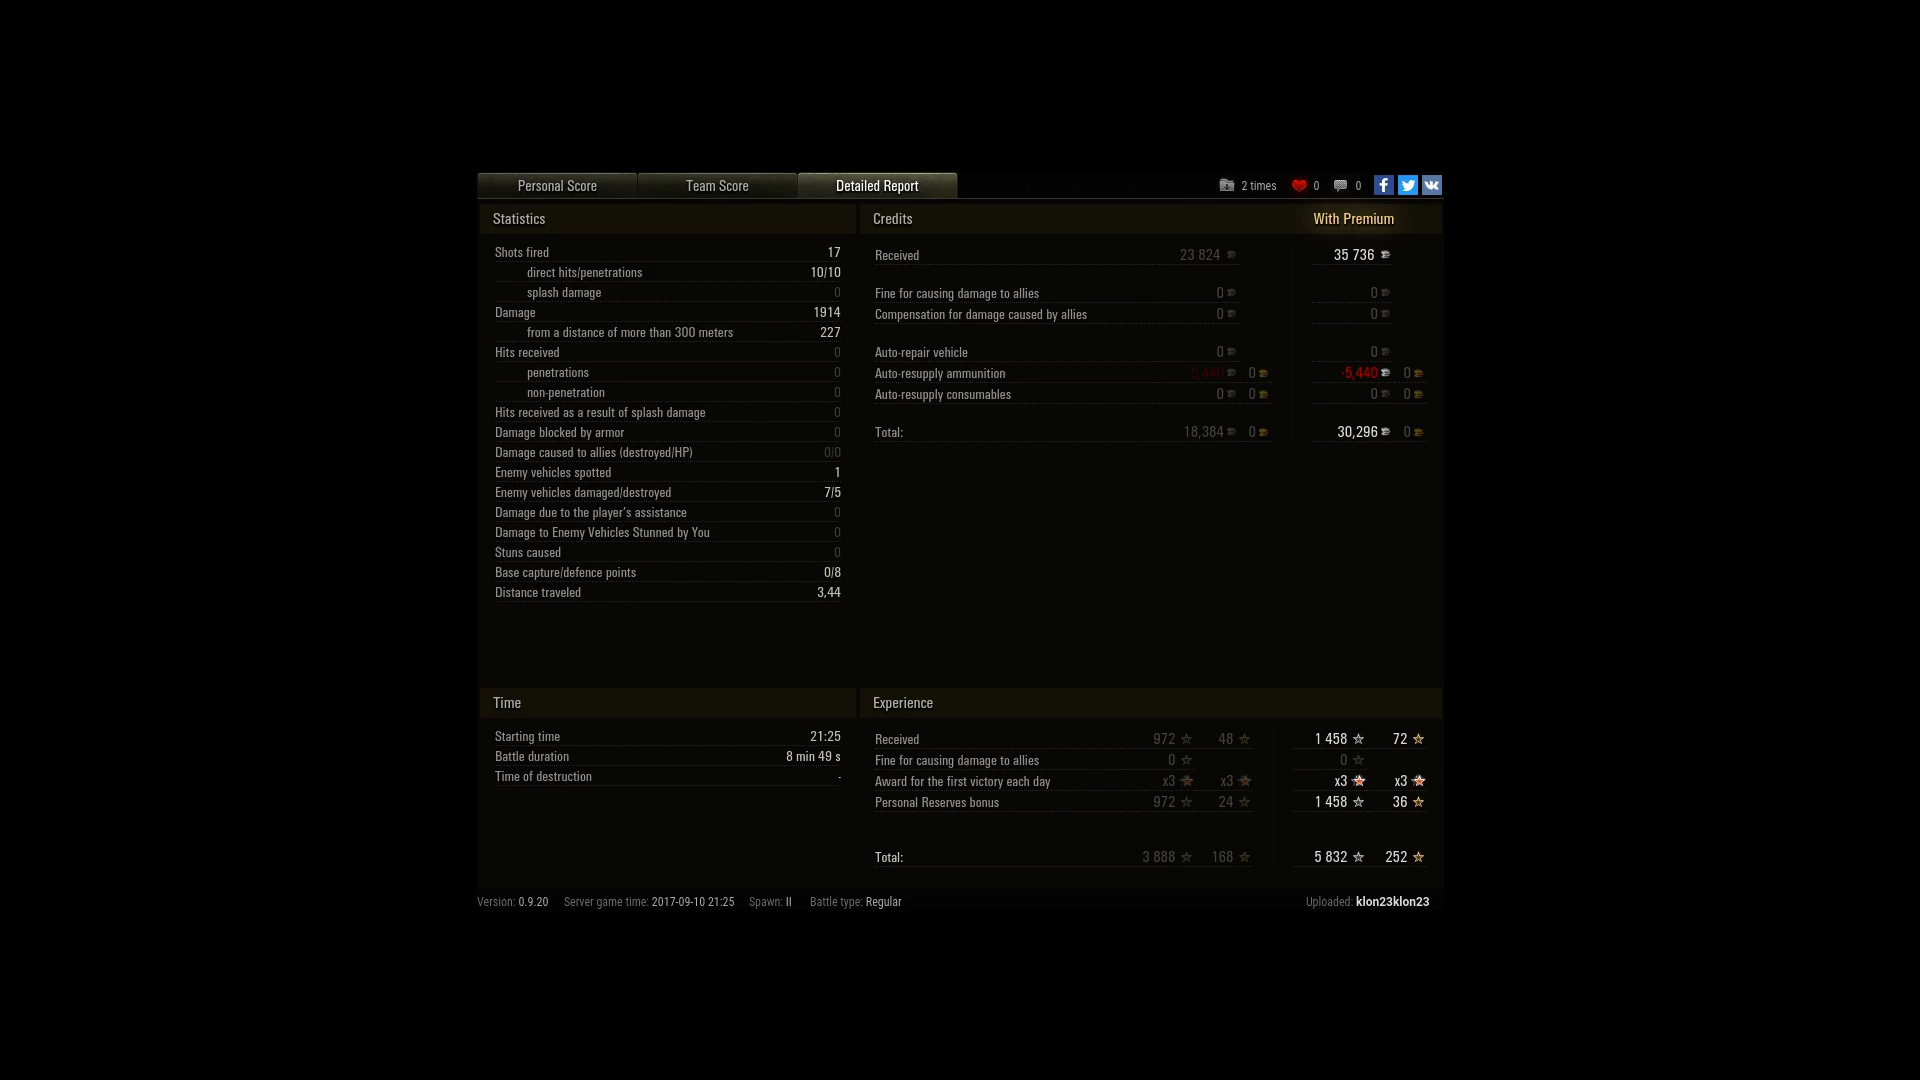 Personal Score Team Score Detailed Report 2 times 0 0
Statistics
Shots fired 17
direct hits/penetrations 10/10
splash damage 0
Damage 1914
from a distance of more than 300 meters 227
Hits received 0
penetrations 0
non-penetration 0
Hits received as a result of splash damage 0
Damage blocked by armor 0
Damage caused to allies (destroyed/HP) 0/0
Enemy vehicles spotted 1
Enemy vehicles damaged/destroyed 7/5
Damage due to the player's assistance 0
Damage to Enemy Vehicles Stunned by You 0
Stuns caused 0
Base capture/defence points 0/8
Distance traveled 3,44
Credits With Premium
Received 23 824 35 736
Fine for causing damage to allies 0 0
Compensation for damage caused by allies 0 0
Auto-repair vehicle 0 0
Auto-resupply ammunition -5,440 0 -5,440 0
Auto-resupply consumables 0 0 0 0
Total: 18,384 0 30,296 0
Time
Starting time 21:25
Battle duration 8 min 49 s
Time of destruction -
Experience
Received 972 48 1 458 72
Fine for causing damage to allies 0 0
Award for the first victory each day x3 x3 x3 x3
Personal Reserves bonus 972 24 1 458 36
Total: 3 888 168 5 832 252
Version: 0.9.20 Server game time: 2017-09-10 21:25 Spawn: II Battle type: Regular Uploaded: klon23klon23